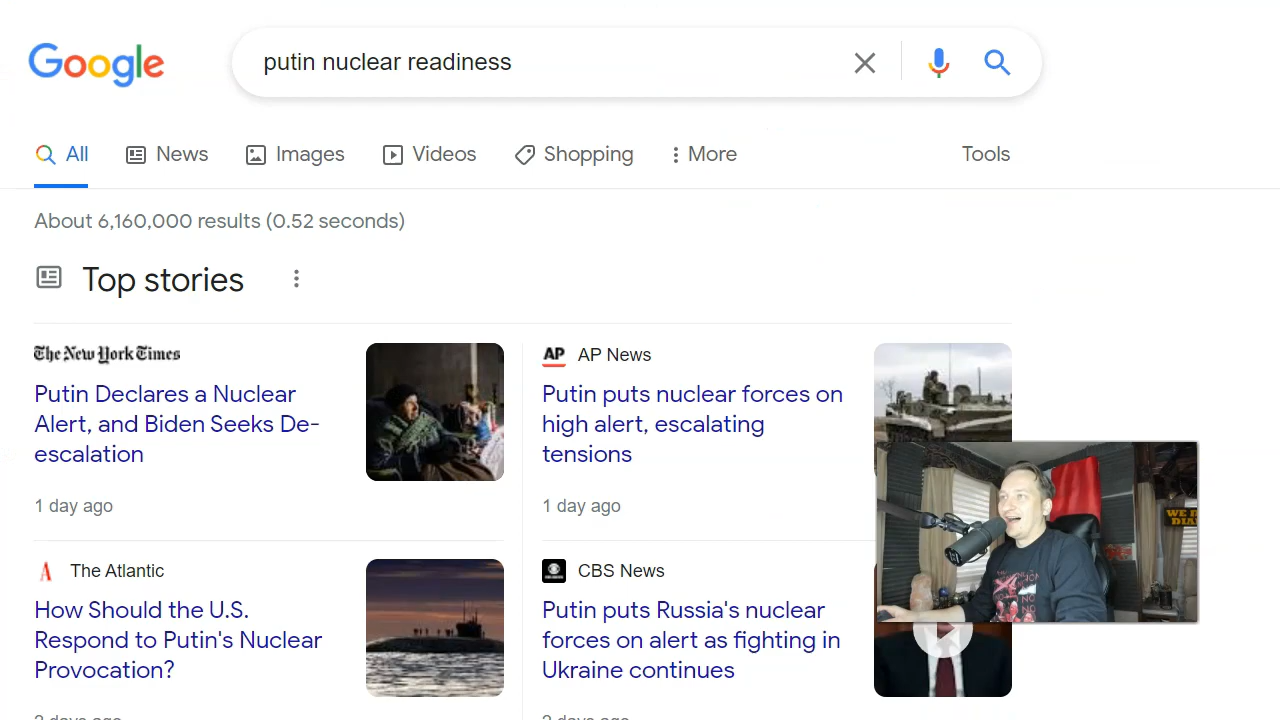 Google
putin nuclear readiness
All
News
Images
Videos
Shopping
More
Tools
About 6,160,000 results (0.52 seconds)
Top stories
The New York Times
Putin Declares a Nuclear
Alert, and Biden Seeks De-
escalation
1 day ago
AP
AP News
Putin puts nuclear forces on
high alert, escalating
tensions
1 day ago
A
The Atlantic
How Should the U.S.
Respond to Putin's Nuclear
Provocation?
CBS News
Putin puts Russia's nuclear
forces on alert as fighting in
Ukraine continues
WE